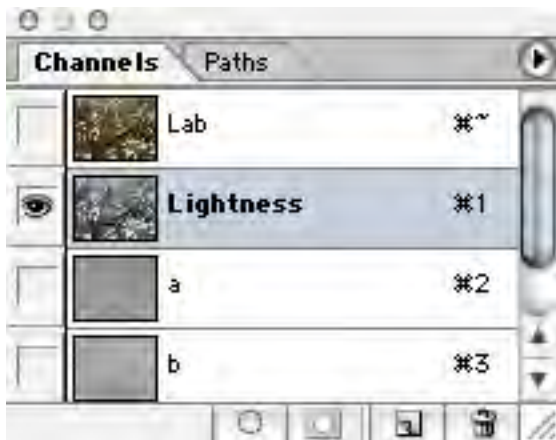 Channels Paths
Lab ⌘~
Lightness ⌘1
a ⌘2
b ⌘3